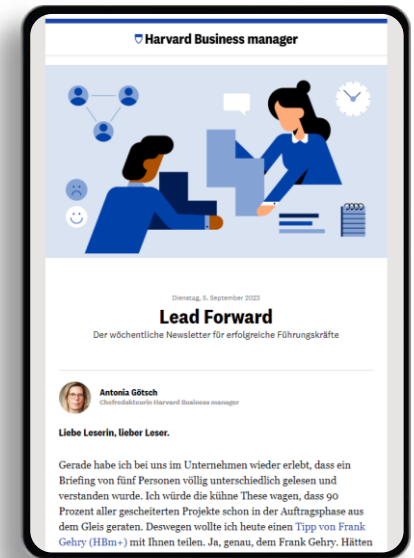 Harvard Business manager
Dienstag, 5. September 2023
Lead Forward
Der wöchentliche Newsletter für erfolgreiche Führungskräfte
Antonia Götsch
Chefredakteurin Harvard Business manager
Liebe Leserin, lieber Leser.
Gerade habe ich bei uns im Unternehmen wieder erlebt, dass ein
Briefing von fünf Personen völlig unterschiedlich gelesen und
verstanden wurde. Ich würde die kühne These wagen, dass 90
Prozent aller gescheiterten Projekte schon in der Auftragsphase aus
dem Gleis geraten. Deswegen wollte ich heute einen Tipp von Frank
Gehry (HBm+) mit Ihnen teilen. Ja, genau, dem Frank Gehry. Hätten